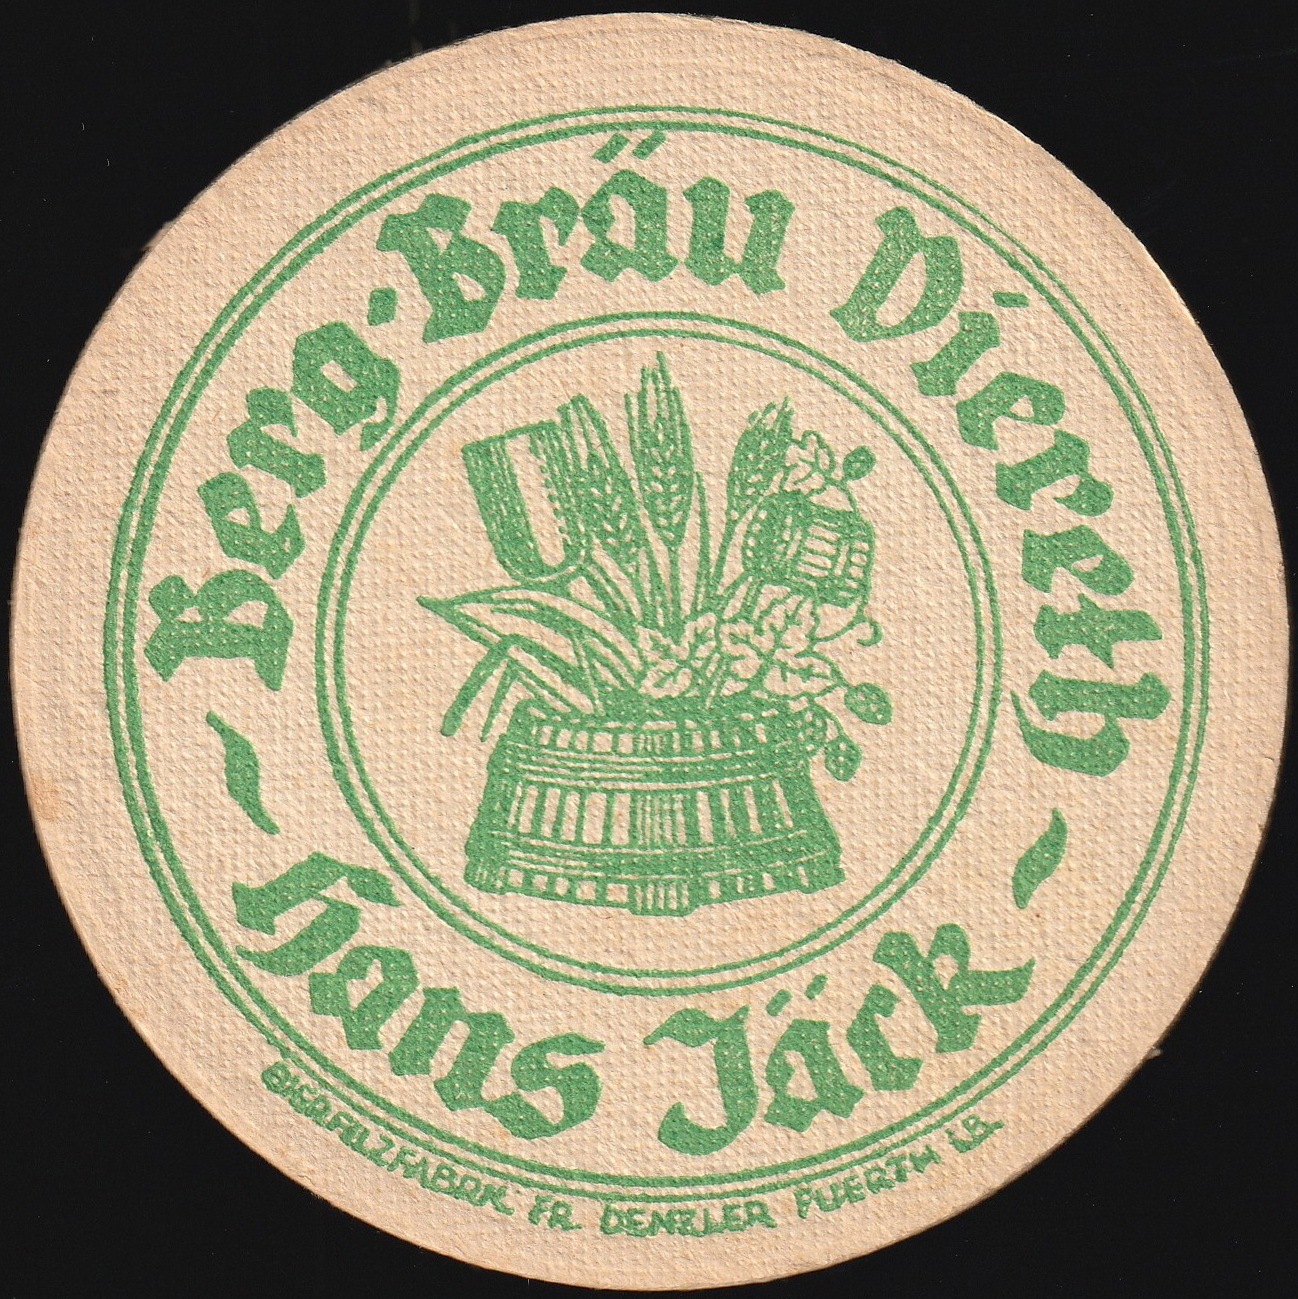 Berg-Bräu Viereth
Hans Jäck
BIERFILZFABRIK FR. DENZLER FUERTH i.B.